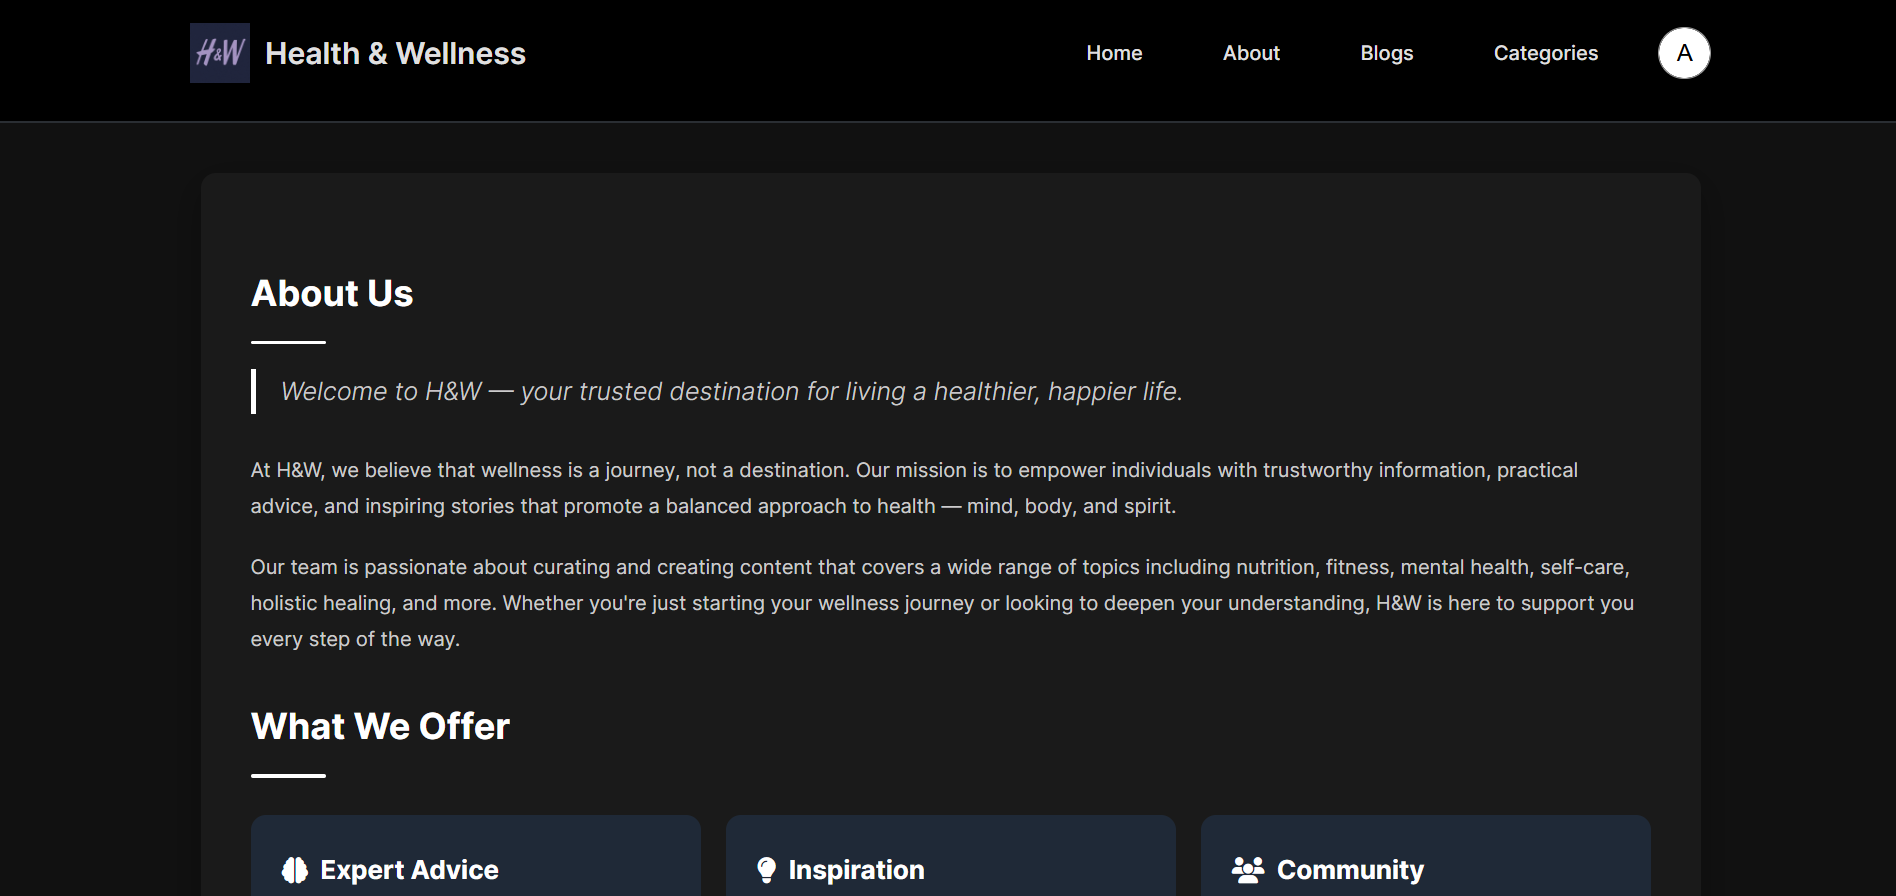 H&W
Health & Wellness
Home
About
Blogs
Categories
A
About Us
Welcome to H&W — your trusted destination for living a healthier, happier life.
At H&W, we believe that wellness is a journey, not a destination. Our mission is to empower individuals with trustworthy information, practical
advice, and inspiring stories that promote a balanced approach to health — mind, body, and spirit.
Our team is passionate about curating and creating content that covers a wide range of topics including nutrition, fitness, mental health, self-care,
holistic healing, and more. Whether you're just starting your wellness journey or looking to deepen your understanding, H&W is here to support you
every step of the way.
What We Offer
Expert Advice
Inspiration
Community